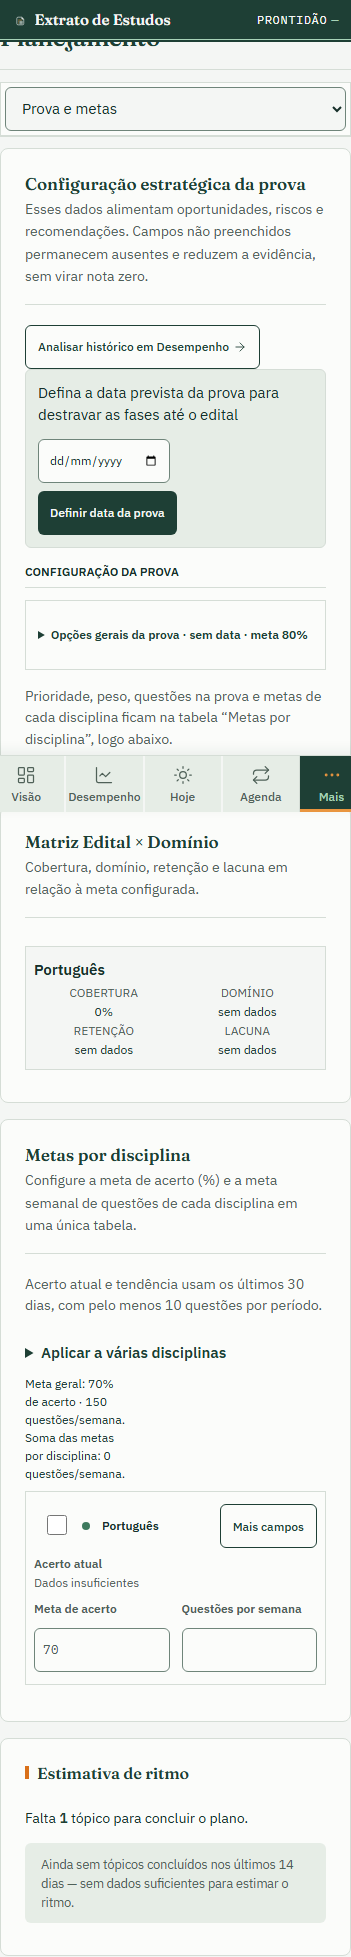 Extrato de Estudos
PRONTIDÃO —
Planejamento
Prova e metas
Configuração estratégica da prova
Esses dados alimentam oportunidades, riscos e
recomendações. Campos não preenchidos
permanecem ausentes e reduzem a evidência,
sem virar nota zero.
Analisar histórico em Desempenho →
Defina a data prevista da prova para
destravar as fases até o edital
dd/mm/yyyy
Definir data da prova
CONFIGURAÇÃO DA PROVA
▶ Opções gerais da prova · sem data · meta 80%
Prioridade, peso, questões na prova e metas de
cada disciplina ficam na tabela “Metas por
disciplina”, logo abaixo.
Visão
Desempenho
Hoje
Agenda
Mais
Matriz Edital × Domínio
Cobertura, domínio, retenção e lacuna em
relação à meta configurada.
Português
COBERTURA
DOMÍNIO
0%
sem dados
RETENÇÃO
LACUNA
sem dados
sem dados
Metas por disciplina
Configure a meta de acerto (%) e a meta
semanal de questões de cada disciplina em
uma única tabela.
Acerto atual e tendência usam os últimos 30
dias, com pelo menos 10 questões por período.
▶ Aplicar a várias disciplinas
Meta geral: 70%
de acerto · 150
questões/semana.
Soma das metas
por disciplina: 0
questões/semana.
Português
Mais campos
Acerto atual
Dados insuficientes
Meta de acerto
Questões por semana
70
Estimativa de ritmo
Falta 1 tópico para concluir o plano.
Ainda sem tópicos concluídos nos últimos 14
dias — sem dados suficientes para estimar o
ritmo.